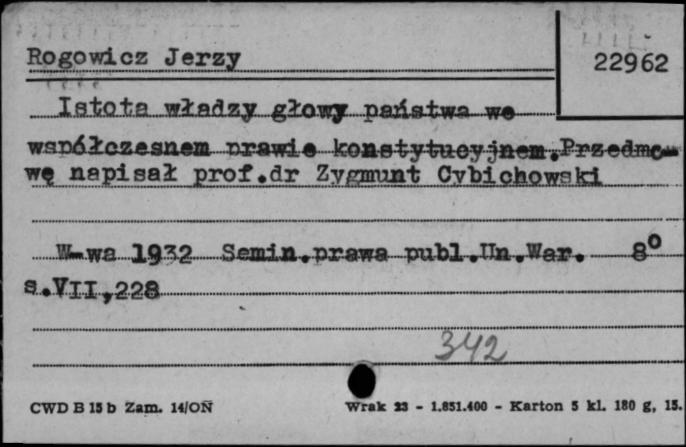 Rogowicz Jerzy
22962
Istota władzy głowy państwa we
współczesnem prawie konstytucyjnem.Przedmo-
wę napisał prof.dr Zygmunt Cybichowski
W-wa 1932 Semin.prawa publ.Un.War. 8°
s.VII,228
342
CWD B 15 b Zam. 14/ON Wrak 23 - 1.851.400 - Karton 5 kl. 180 g, 15.